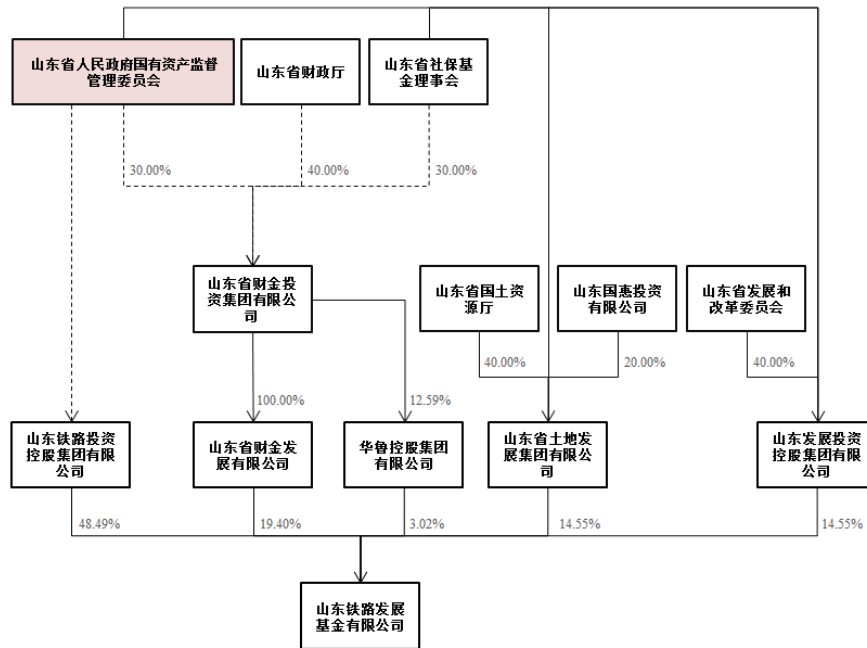 山东省人民政府国有资产监督
管理委员会
山东省财政厅
山东省社保基
金理事会
30.00%
40.00%
30.00%
山东省财金投
资集团有限公
司
山东省国土资
源厅
山东国惠投资
有限公司
山东省发展和
改革委员会
40.00%
20.00%
40.00%
100.00%
12.59%
山东铁路投资
控股集团有限
公司
山东省财金发
展有限公司
华鲁控股集团
有限公司
山东省土地发
展集团有限公
司
山东发展投资
控股集团有限
公司
48.49%
19.40%
3.02%
14.55%
14.55%
山东铁路发展
基金有限公司